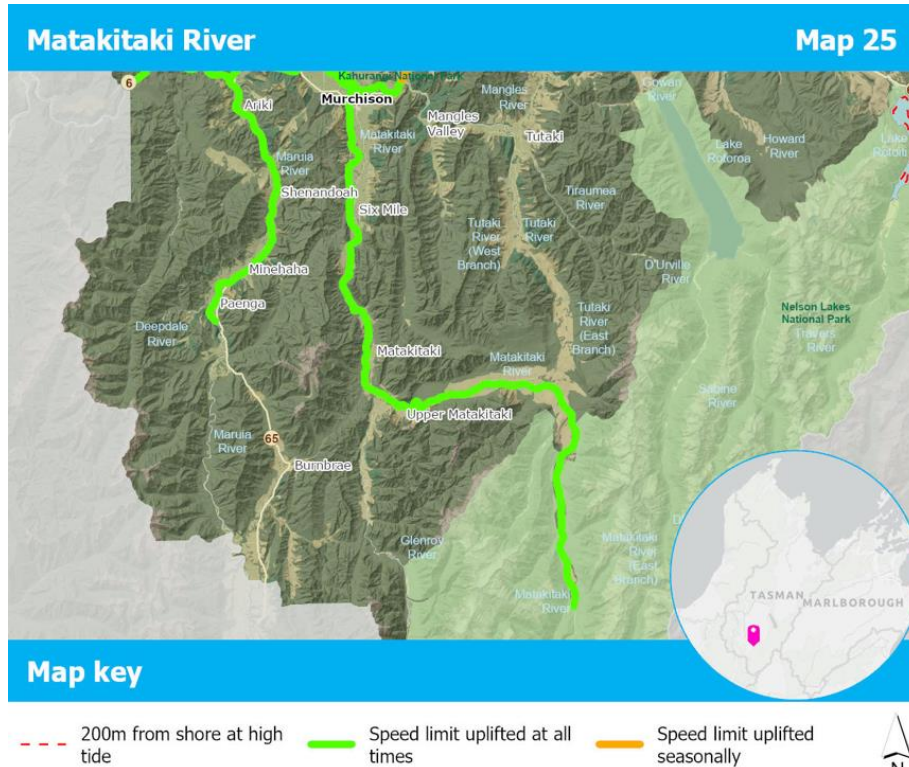 Matakitaki River
Map 25
6
Kahurangi National Park
Gowan
River
Murchison
Ariki
Mangles
River
Mangles
Valley
Matakitaki
River
Tutaki
Lake
Rotoroa
Howard
River
Lake
Rotoiti
Maruia
River
Shenandoah
Tiraumea
River
Six Mile
Tutaki
River
(West
Branch)
Tutaki
River
Minehaha
D'Urville
River
Paenga
Nelson Lakes
National Park
Travers
River
Deepdale
River
Tutaki
River
(East
Branch)
Matakitaki
Matakitaki
River
Sabine
River
Upper Matakitaki
Maruia
River
65
Burnbrae
Glenroy
River
Matakitaki
River
(East
Branch)
Matakitaki
River
TASMAN
MARLBOROUGH
Map key
200m from shore at high
tide
Speed limit uplifted at all
times
Speed limit uplifted
seasonally
N